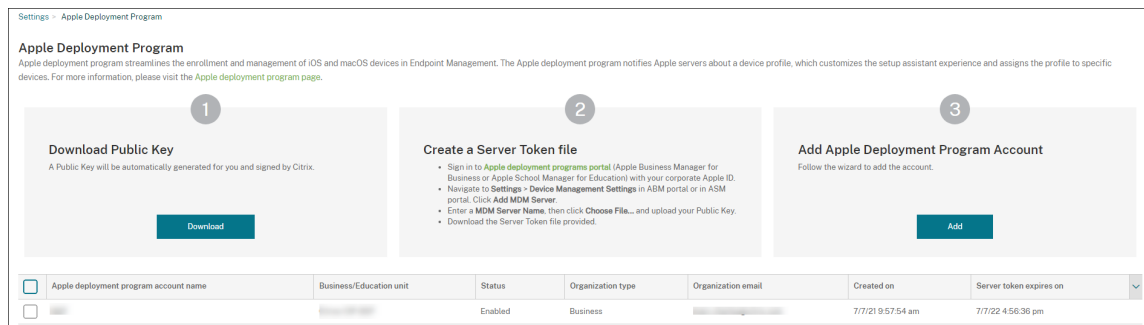 Settings > Apple Deployment Program
Apple Deployment Program
Apple deployment program streamlines the enrollment and management of iOS and macOS devices in Endpoint Management. The Apple deployment program notifies Apple servers about a device profile, which customizes the setup assistant experience and assigns the profile to specific
devices. For more information, please visit the Apple deployment program page.
1
Download Public Key
A Public Key will be automatically generated for you and signed by Citrix.
Download
2
Create a Server Token file
• Sign in to Apple deployment programs portal (Apple Business Manager for
Business or Apple School Manager for Education) with your corporate Apple ID.
• Navigate to Settings > Device Management Settings in ABM portal or in ASM
portal. Click Add MDM Server.
• Enter a MDM Server Name, then click Choose File... and upload your Public Key.
• Download the Server Token file provided.
3
Add Apple Deployment Program Account
Follow the wizard to add the account.
Add
Apple deployment program account name Business/Education unit Status Organization type Organization email Created on Server token expires on
Enabled Business 7/7/21 9:57:54 am 7/7/22 4:56:36 pm